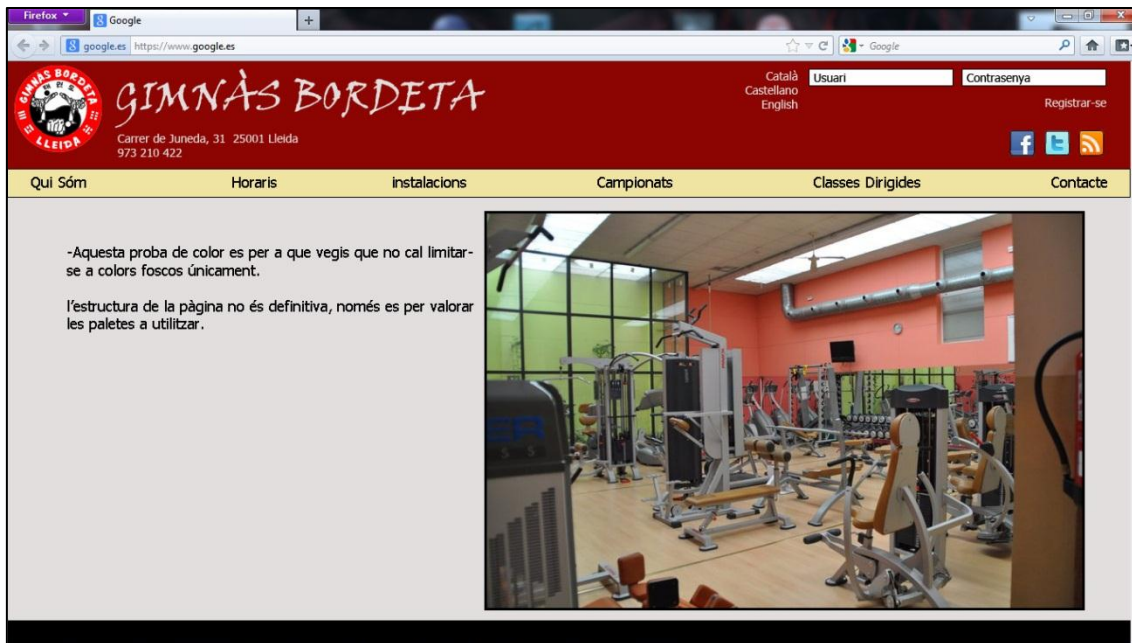 Firefox
Google
google.es https://www.google.es
Google
GIMNÀS BORDETA
LLEIDA
GIMNÀS BORDETA
Carrer de Juneda, 31 25001 Lleida
973 210 422
Català
Castellano
English
Usuari
Contrasenya
Registrar-se
Qui Sóm
Horaris
instalacions
Campionats
Classes Dirigides
Contacte
-Aquesta proba de color es per a que vegis que no cal limitar-
se a colors foscos únicament.
l'estructura de la pàgina no és definitiva, només es per valorar
les paletes a utilitzar.